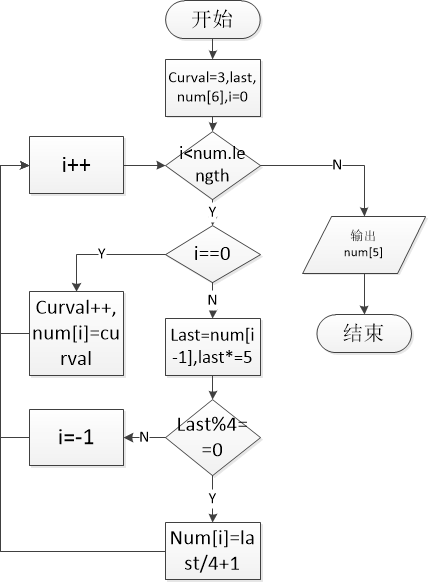 开始
Curval=3,last,
num[6],i=0
i++
i<num.le
ngth
N
Y
输出
num[5]
i==0
Y
N
Curval++,
num[i]=cu
rval
Last=num[i
-1],last*=5
结束
i=-1
N
Last%4=
=0
Y
Num[i]=la
st/4+1